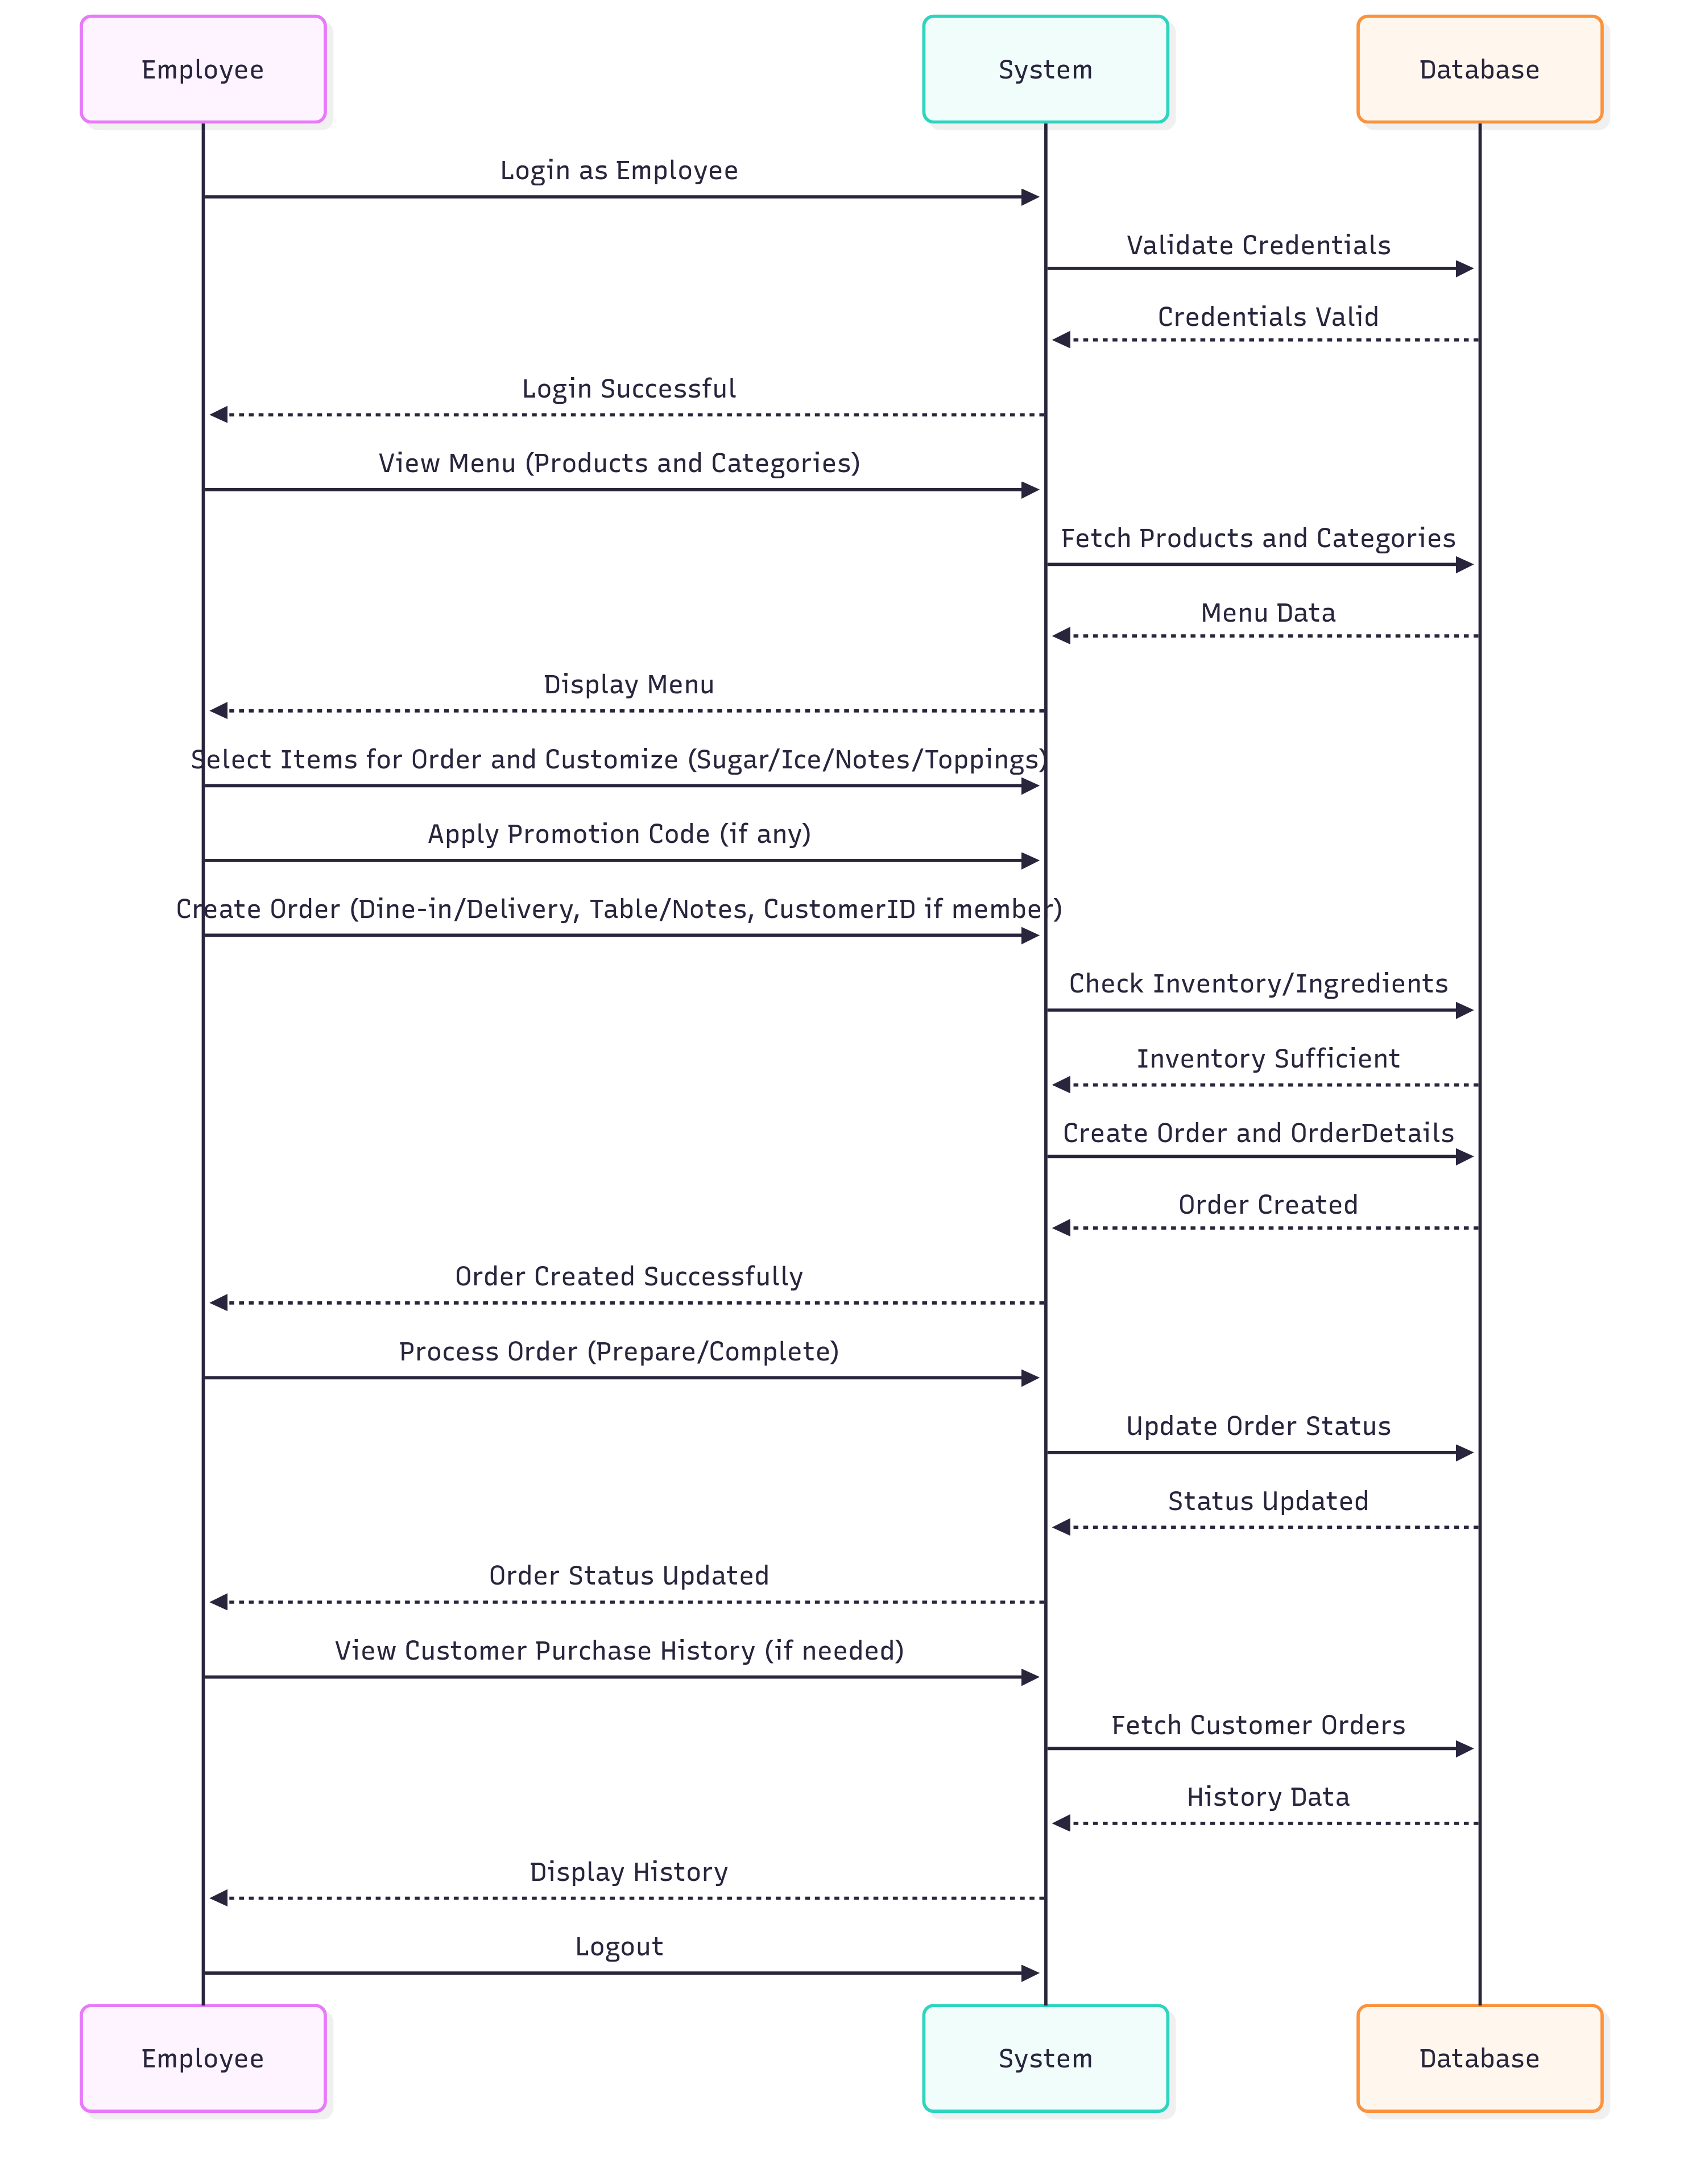 Employee
System
Database
Login as Employee
Validate Credentials
Credentials Valid
Login Successful
View Menu (Products and Categories)
Fetch Products and Categories
Menu Data
Display Menu
Select Items for Order and Customize (Sugar/Ice/Notes/Toppings)
Apply Promotion Code (if any)
Create Order (Dine-in/Delivery, Table/Notes, CustomerID if member)
Check Inventory/Ingredients
Inventory Sufficient
Create Order and OrderDetails
Order Created
Order Created Successfully
Process Order (Prepare/Complete)
Update Order Status
Status Updated
Order Status Updated
View Customer Purchase History (if needed)
Fetch Customer Orders
History Data
Display History
Logout
Employee
System
Database